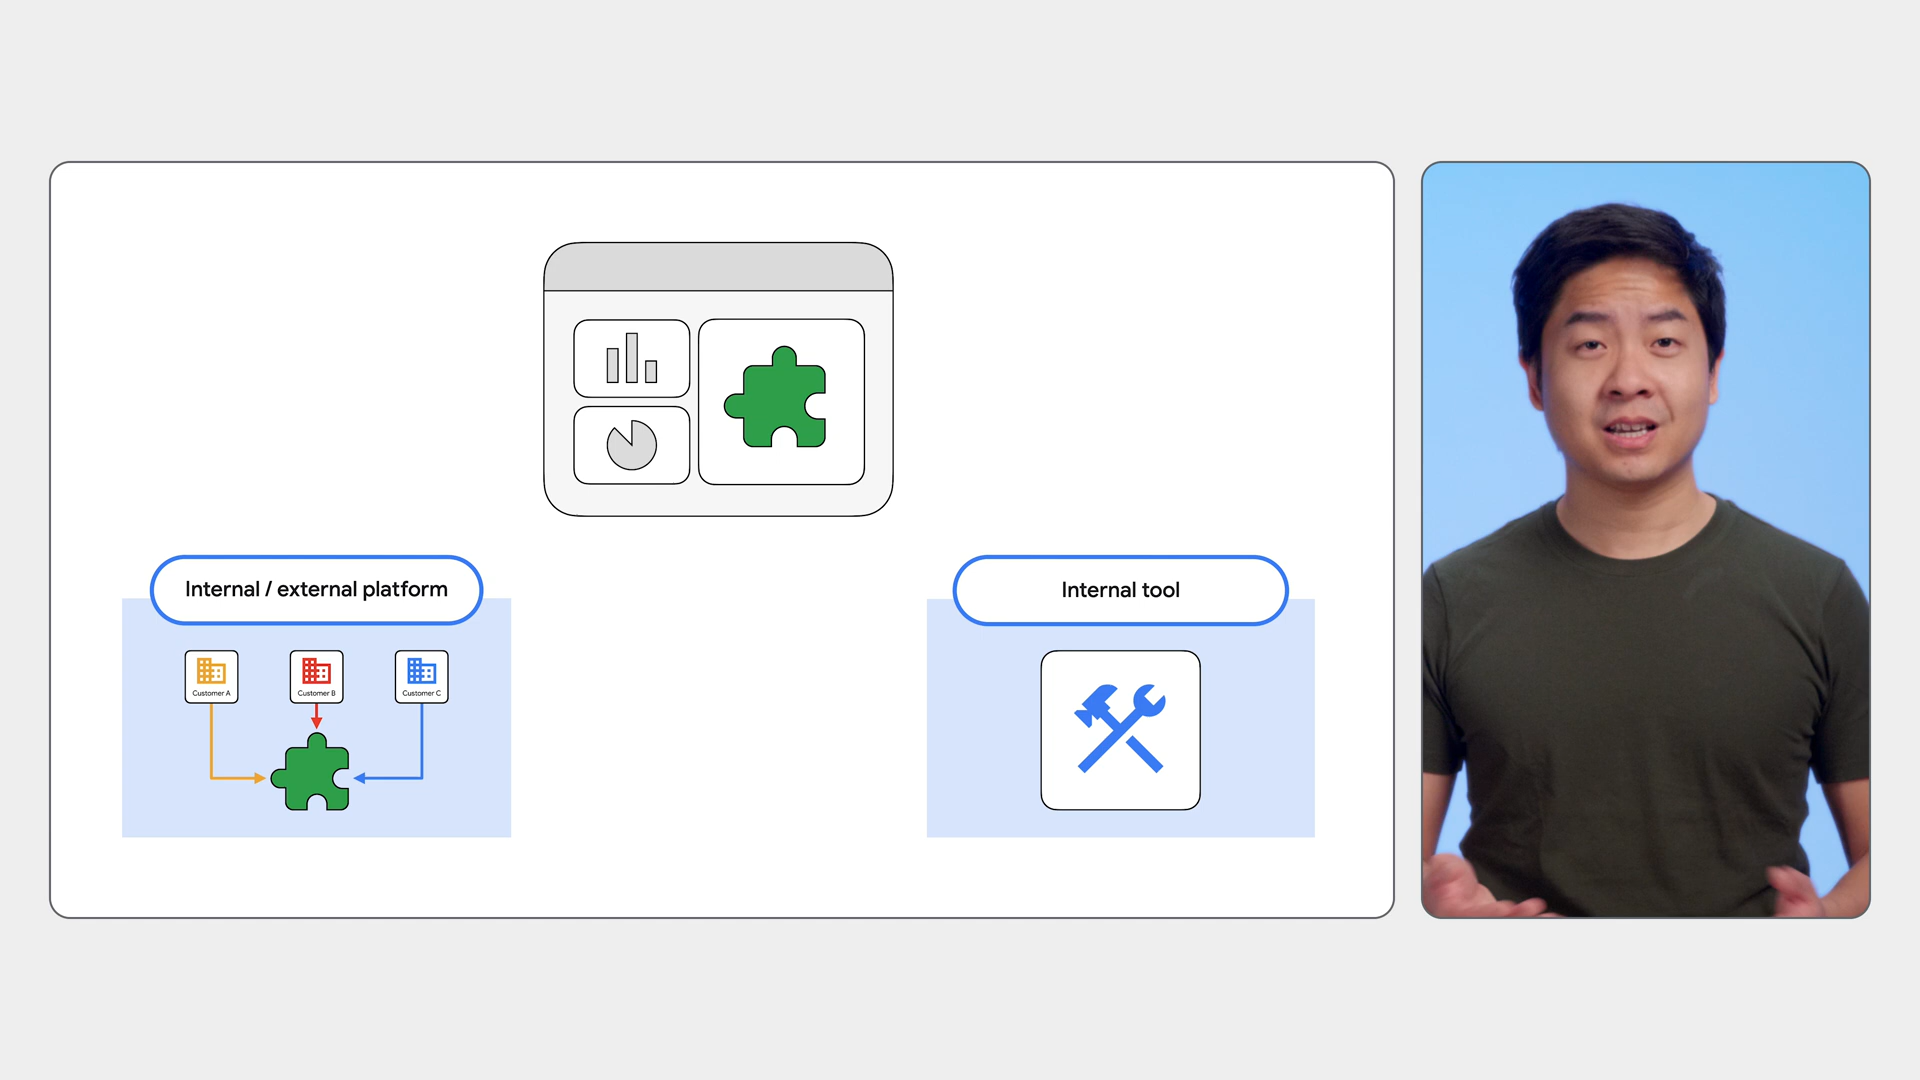 Internal / external platform
Internal tool
Customer A
Customer B
Customer C